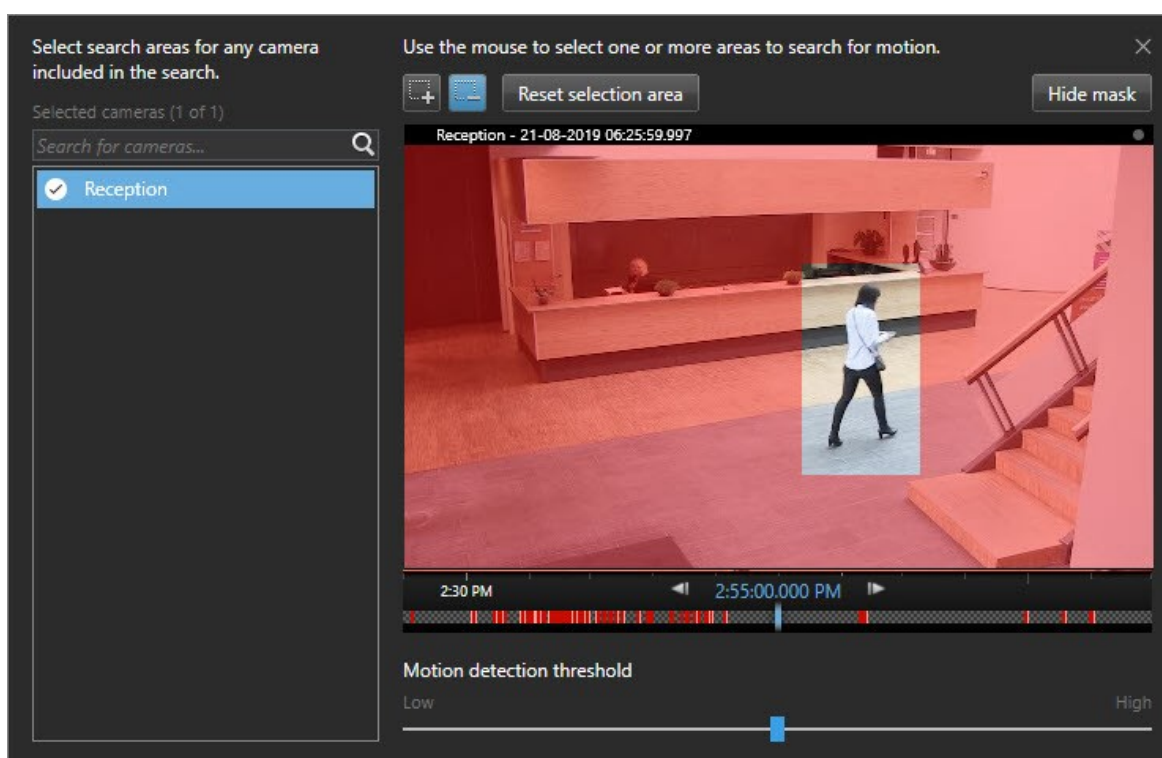 Select search areas for any camera
included in the search.
Selected cameras (1 of 1)
Search for cameras...
Reception
Use the mouse to select one or more areas to search for motion.
Reset selection area
Hide mask
Reception - 21-08-2019 06:25:59.997
2:30 PM
2:55:00.000 PM
Motion detection threshold
Low
High